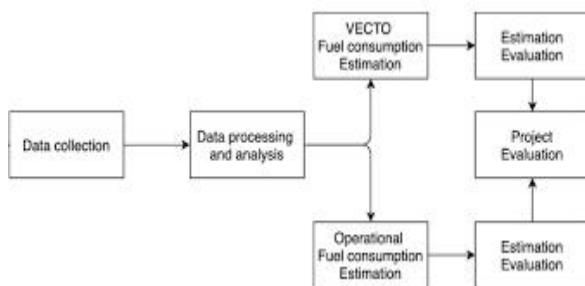 VECTO
Fuel consumption
Estimation
Estimation
Evaluation
Data collection
Data processing
and analysis
Project
Evaluation
Operational
Fuel consumption
Estimation
Estimation
Evaluation